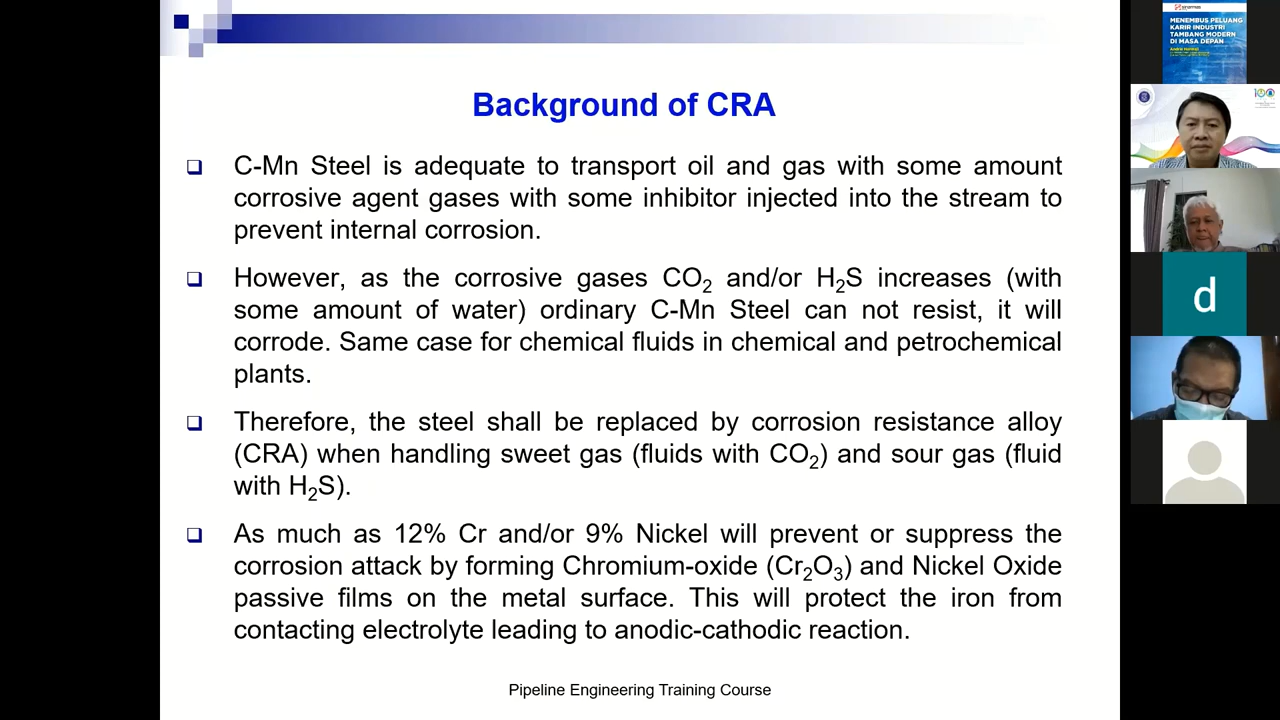 Background of CRA
C-Mn Steel is adequate to transport oil and gas with some amount
corrosive agent gases with some inhibitor injected into the stream to
prevent internal corrosion.
However, as the corrosive gases CO₂ and/or H₂S increases (with
some amount of water) ordinary C-Mn Steel can not resist, it will
corrode. Same case for chemical fluids in chemical and petrochemical
plants.
Therefore, the steel shall be replaced by corrosion resistance alloy
(CRA) when handling sweet gas (fluids with CO₂) and sour gas (fluid
with H₂S).
As much as 12% Cr and/or 9% Nickel will prevent or suppress the
corrosion attack by forming Chromium-oxide (Cr₂O₃) and Nickel Oxide
passive films on the metal surface. This will protect the iron from
contacting electrolyte leading to anodic-cathodic reaction.
Pipeline Engineering Training Course
MENEMBUS PELUANG
KARIR INDUSTRI
TAMBANG MODERN
DI MASA DEPAN
d